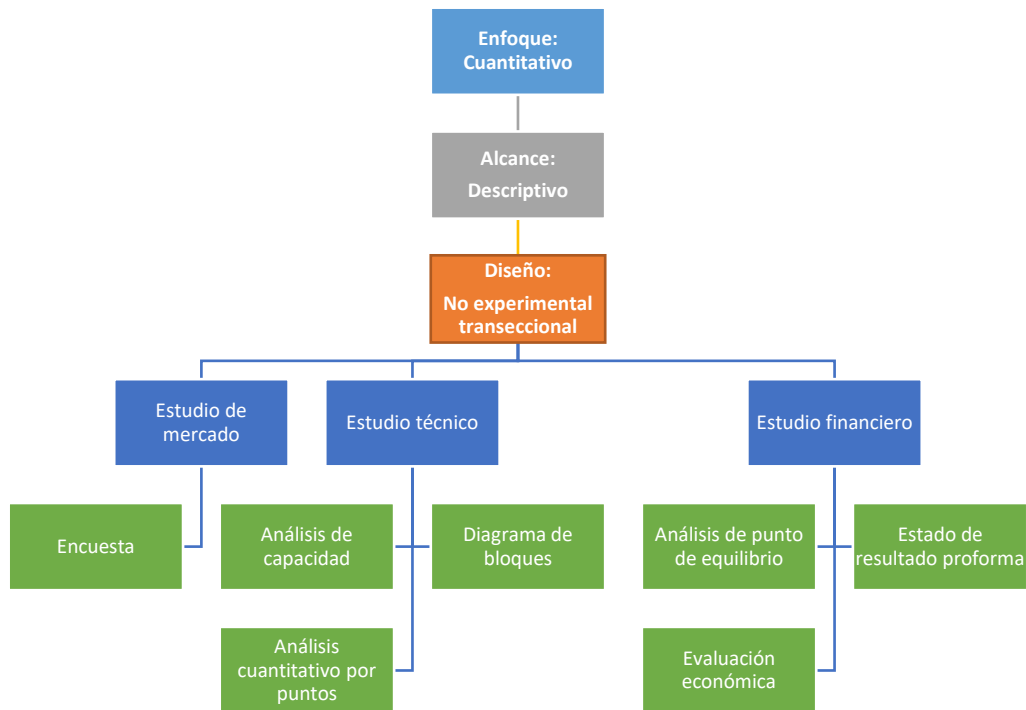 Enfoque:
Cuantitativo
Alcance:
Descriptivo
Diseño:
No experimental
transeccional
Estudio de
mercado
Estudio técnico
Estudio financiero
Encuesta
Análisis de
capacidad
Diagrama de
bloques
Análisis de punto
de equilibrio
Estado de
resultado proforma
Análisis
cuantitativo por
puntos
Evaluación
económica